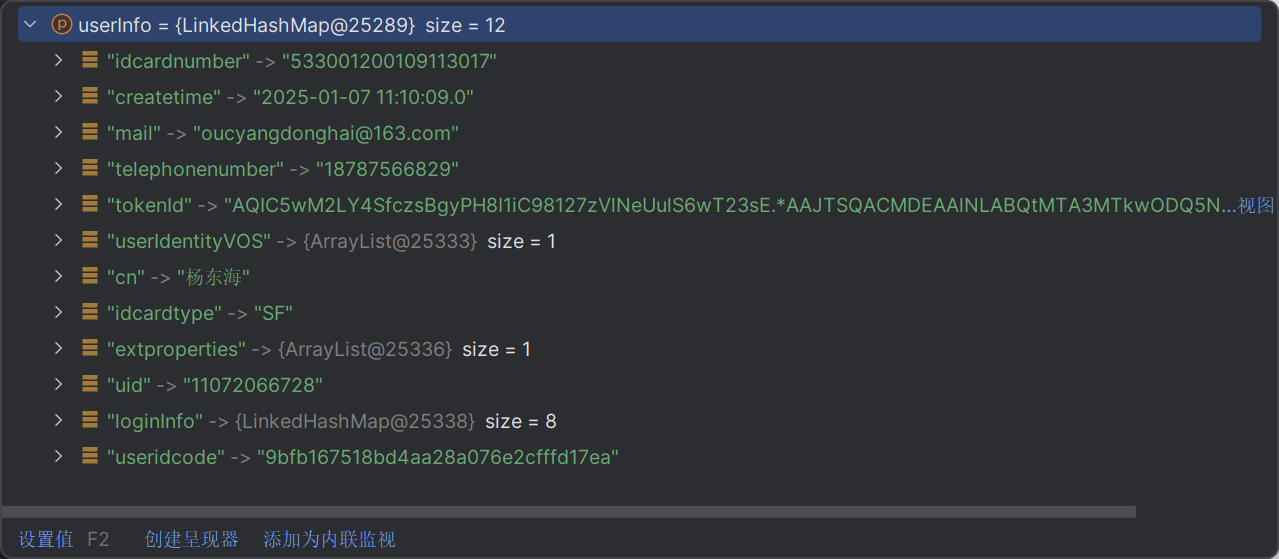 userInfo = {LinkedHashMap@25289} size = 12
"idcardnumber" -> "533001200109113017"
"createtime" -> "2025-01-07 11:10:09.0"
"mail" -> "oucyangdonghai@163.com"
"telephonenumber" -> "18787566829"
"tokenId" -> "AQIC5wM2LY4SfczsBgyPH8I1iC98127zVINeUuIS6wT23sE.*AAJTSQACMDEAAINLABQtMTA3MTkwODQ5N...视图
"userIdentityVOS" -> {ArrayList@25333} size = 1
"cn" -> "杨东海"
"idcardtype" -> "SF"
"extproperties" -> {ArrayList@25336} size = 1
"uid" -> "11072066728"
"loginInfo" -> {LinkedHashMap@25338} size = 8
"useridcode" -> "9bfb167518bd4aa28a076e2cfffd17ea"
设置值 F2 创建呈现器 添加为内联监视